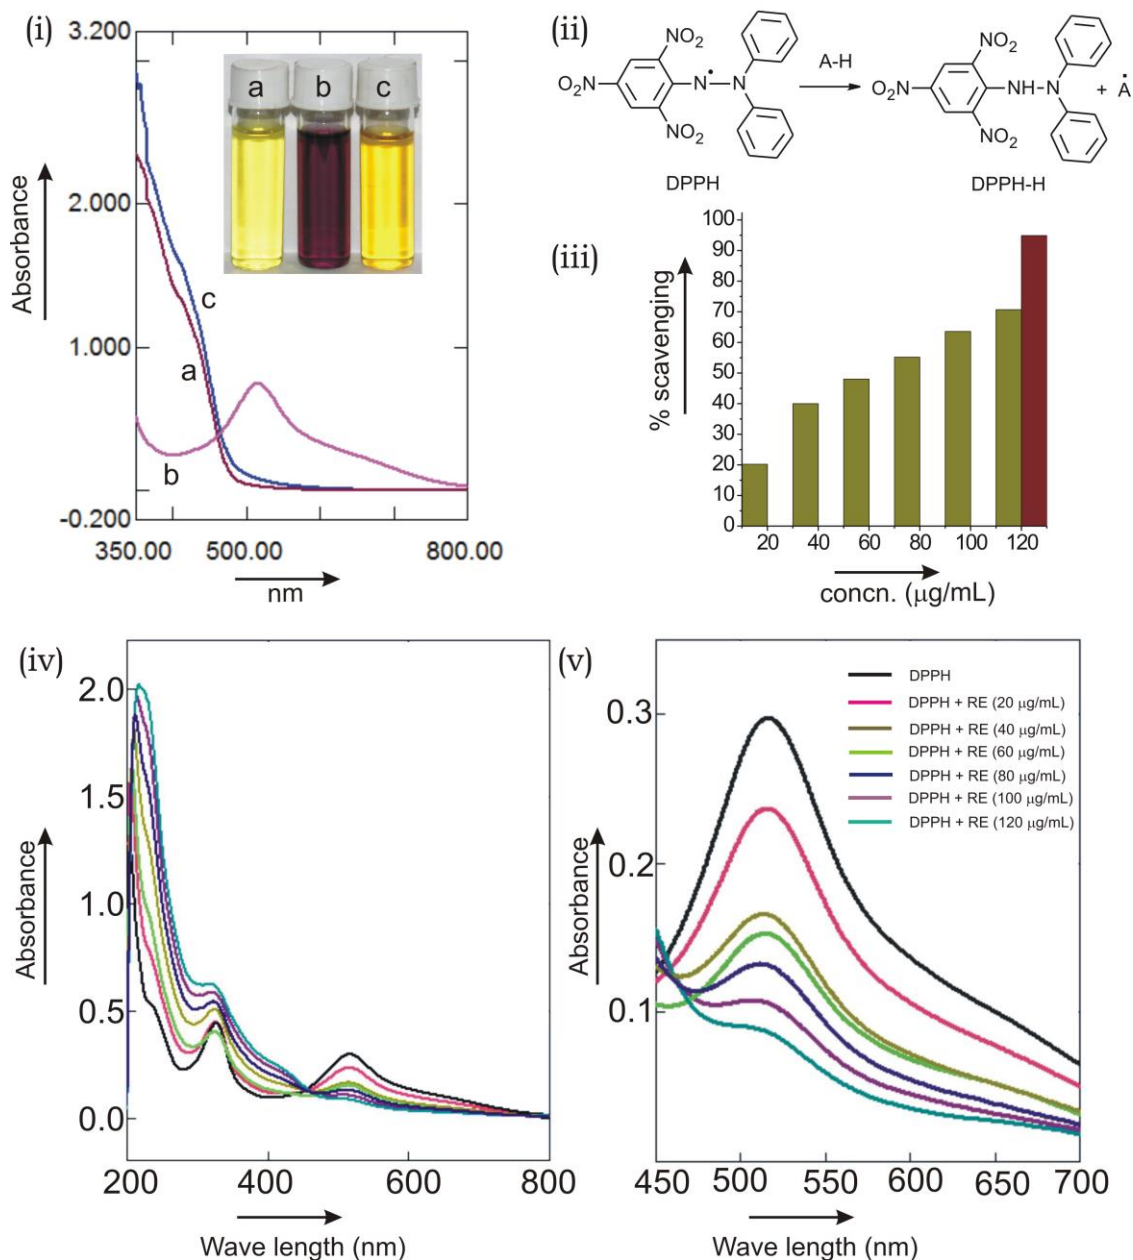 (i)
3.200
2.000
1.000
-0.200
350.00 500.00 800.00
Absorbance
nm
a b c
c
a
b
(ii)
NO2
O2N
N
N
NO2
DPPH
A-H
NO2
O2N
NH
N
NO2
+ Ȧ
DPPH-H
(iii)
100
90
80
70
60
50
40
30
20
10
0
20 40 60 80 100 120
% scavenging
concn. (μg/mL)
(iv)
2.0
1.5
1.0
0.5
0.0
200 400 600 800
Absorbance
Wave length (nm)
(v)
0.3
0.2
0.1
450 500 550 600 650 700
Absorbance
Wave length (nm)
DPPH
DPPH + RE (20 μg/mL)
DPPH + RE (40 μg/mL)
DPPH + RE (60 μg/mL)
DPPH + RE (80 μg/mL)
DPPH + RE (100 μg/mL)
DPPH + RE (120 μg/mL)